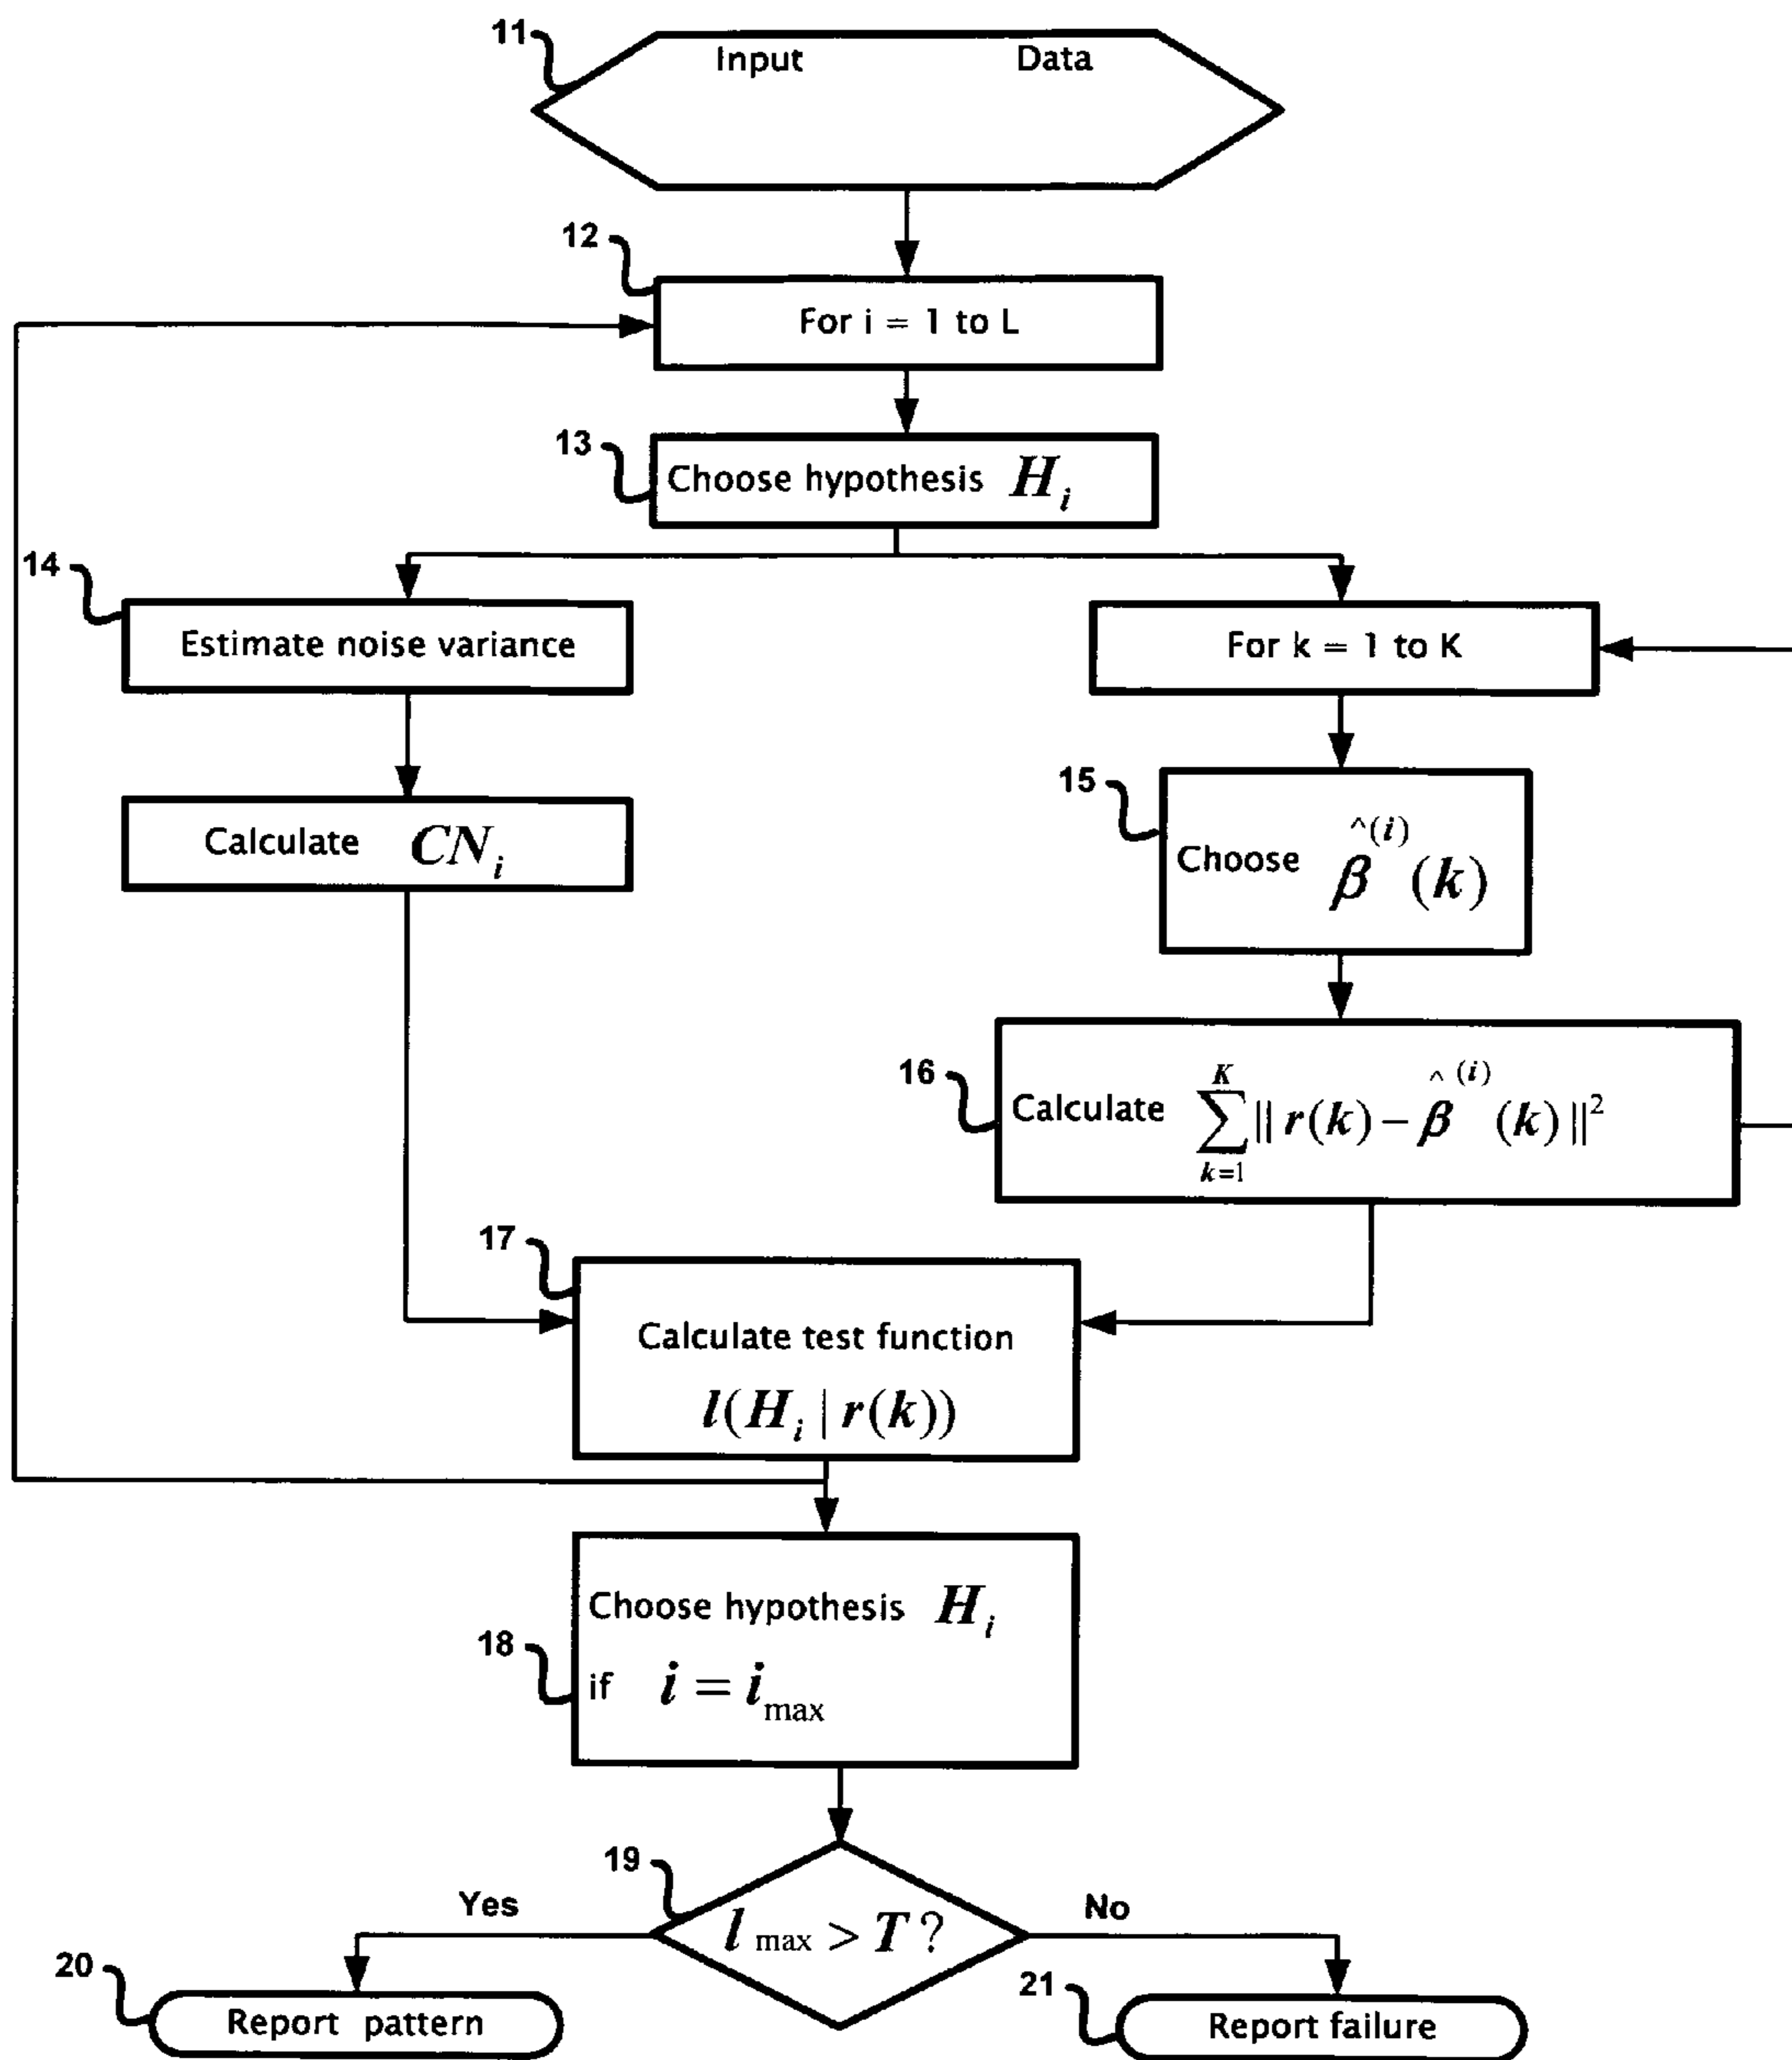 11
Input Data
12
For i = 1 to L
13
Choose hypothesis H_i
14
Estimate noise variance
For k = 1 to K
Calculate CN_i
15
Choose β̂^(i)(k)
16
Calculate ∑_{k=1}^{K} || r(k) − β̂^(i)(k) ||²
17
Calculate test function
l(H_i | r(k))
Choose hypothesis H_i
18
if i = i_max
19
Yes
No
l_max > T ?
20
Report pattern
21
Report failure